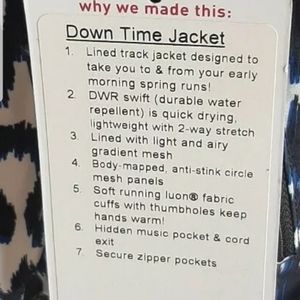 why we made this:
Down Time Jacket
1. Lined track jacket designed to
take you to & from your early
morning spring runs!
2. DWR swift (durable water
repellent) is quick drying,
lightweight with 2-way stretch
3. Lined with light and airy
gradient mesh
4. Body-mapped, anti-stink circle
mesh panels
5. Soft running luon® fabric
cuffs with thumbholes keep
hands warm!
6. Hidden music pocket & cord
exit
7. Secure zipper pockets